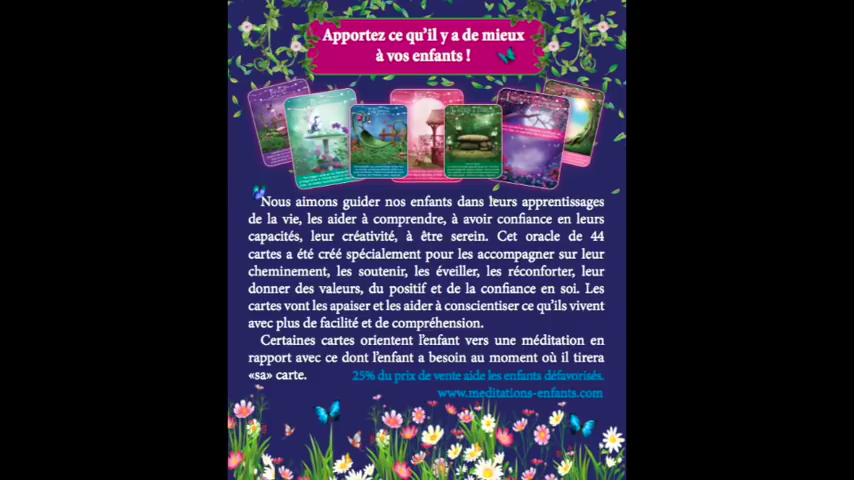 Apportez ce qu'il y a de mieux
à vos enfants !
Nous aimons guider nos enfants dans leurs apprentissages
de la vie, les aider à comprendre, à avoir confiance en leurs
capacités, leur créativité, à être serein. Cet oracle de 44
cartes a été créé spécialement pour les accompagner sur leur
cheminement, les soutenir, les éveiller, les réconforter, leur
donner des valeurs, du positif et de la confiance en soi. Les
cartes vont les apaiser et les aider à conscientiser ce qu'ils vivent
avec plus de facilité et de compréhension.
Certaines cartes orientent l'enfant vers une méditation en
rapport avec ce dont l'enfant a besoin au moment où il tirera
«sa» carte. 25% du prix de vente aide les enfants défavorisés.
www.meditations-enfants.com